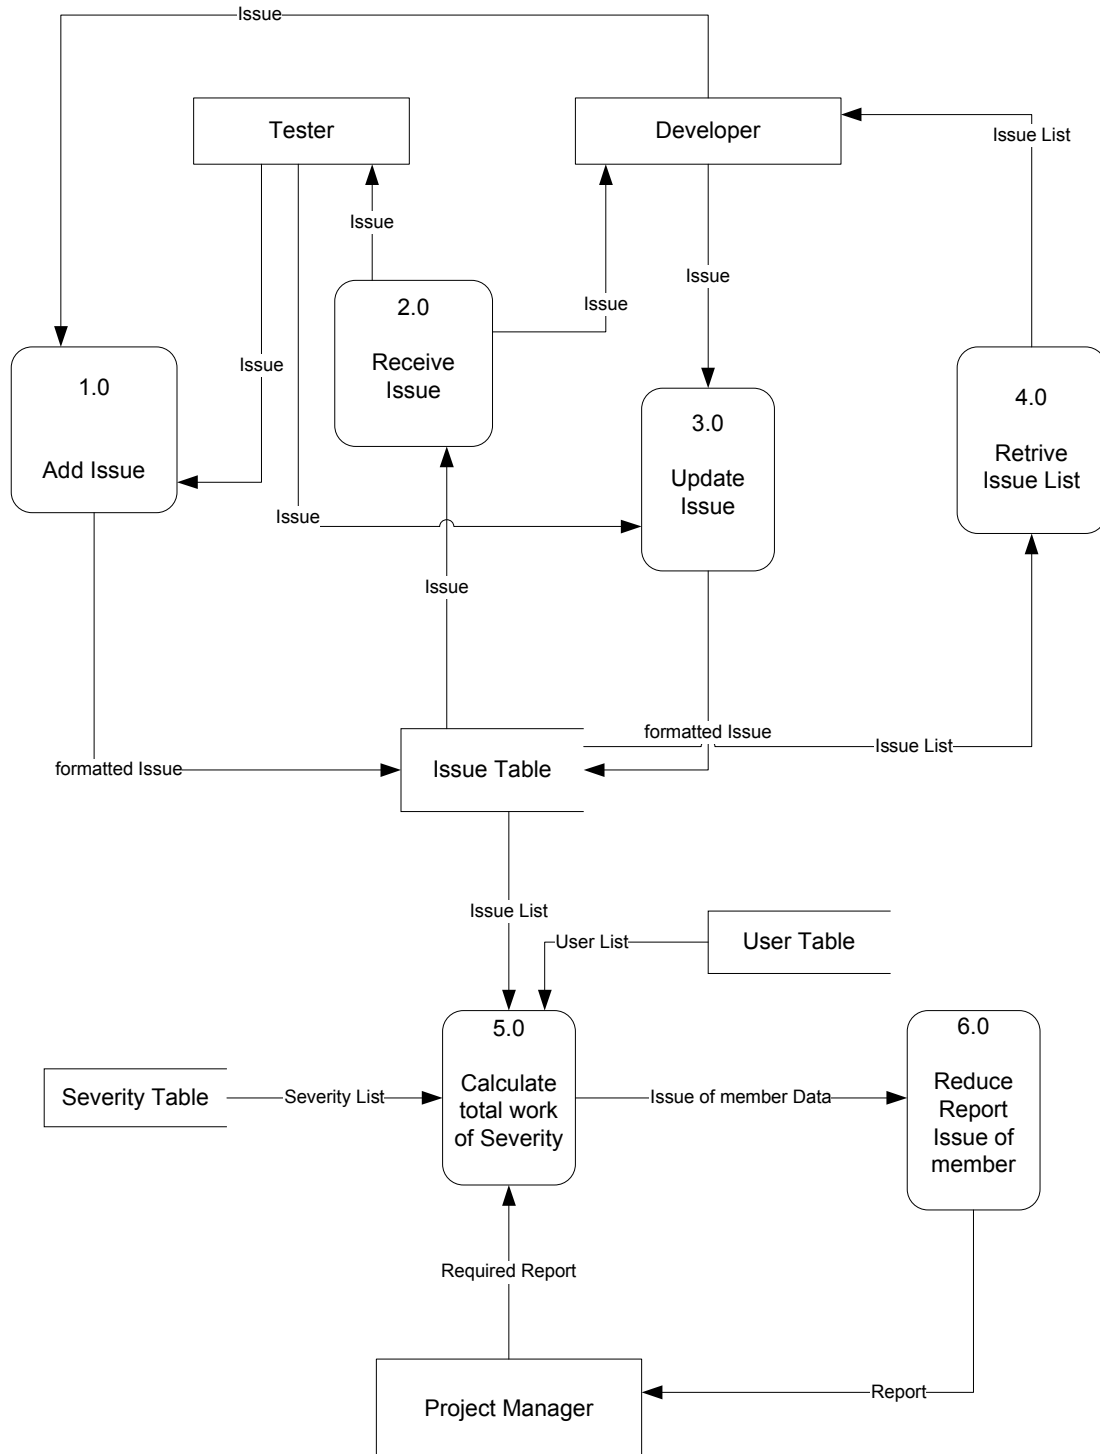 Issue
Tester
Developer
Issue List
Issue
Issue
Issue
Issue
1.0
Add Issue
2.0
Receive
Issue
3.0
Update
Issue
4.0
Retrive
Issue List
Issue
Issue
formatted Issue
Issue Table
formatted Issue
Issue List
Issue List
User List
User Table
Severity Table
Severity List
5.0
Calculate
total work
of Severity
Issue of member Data
6.0
Reduce
Report
Issue of
member
Required Report
Project Manager
Report